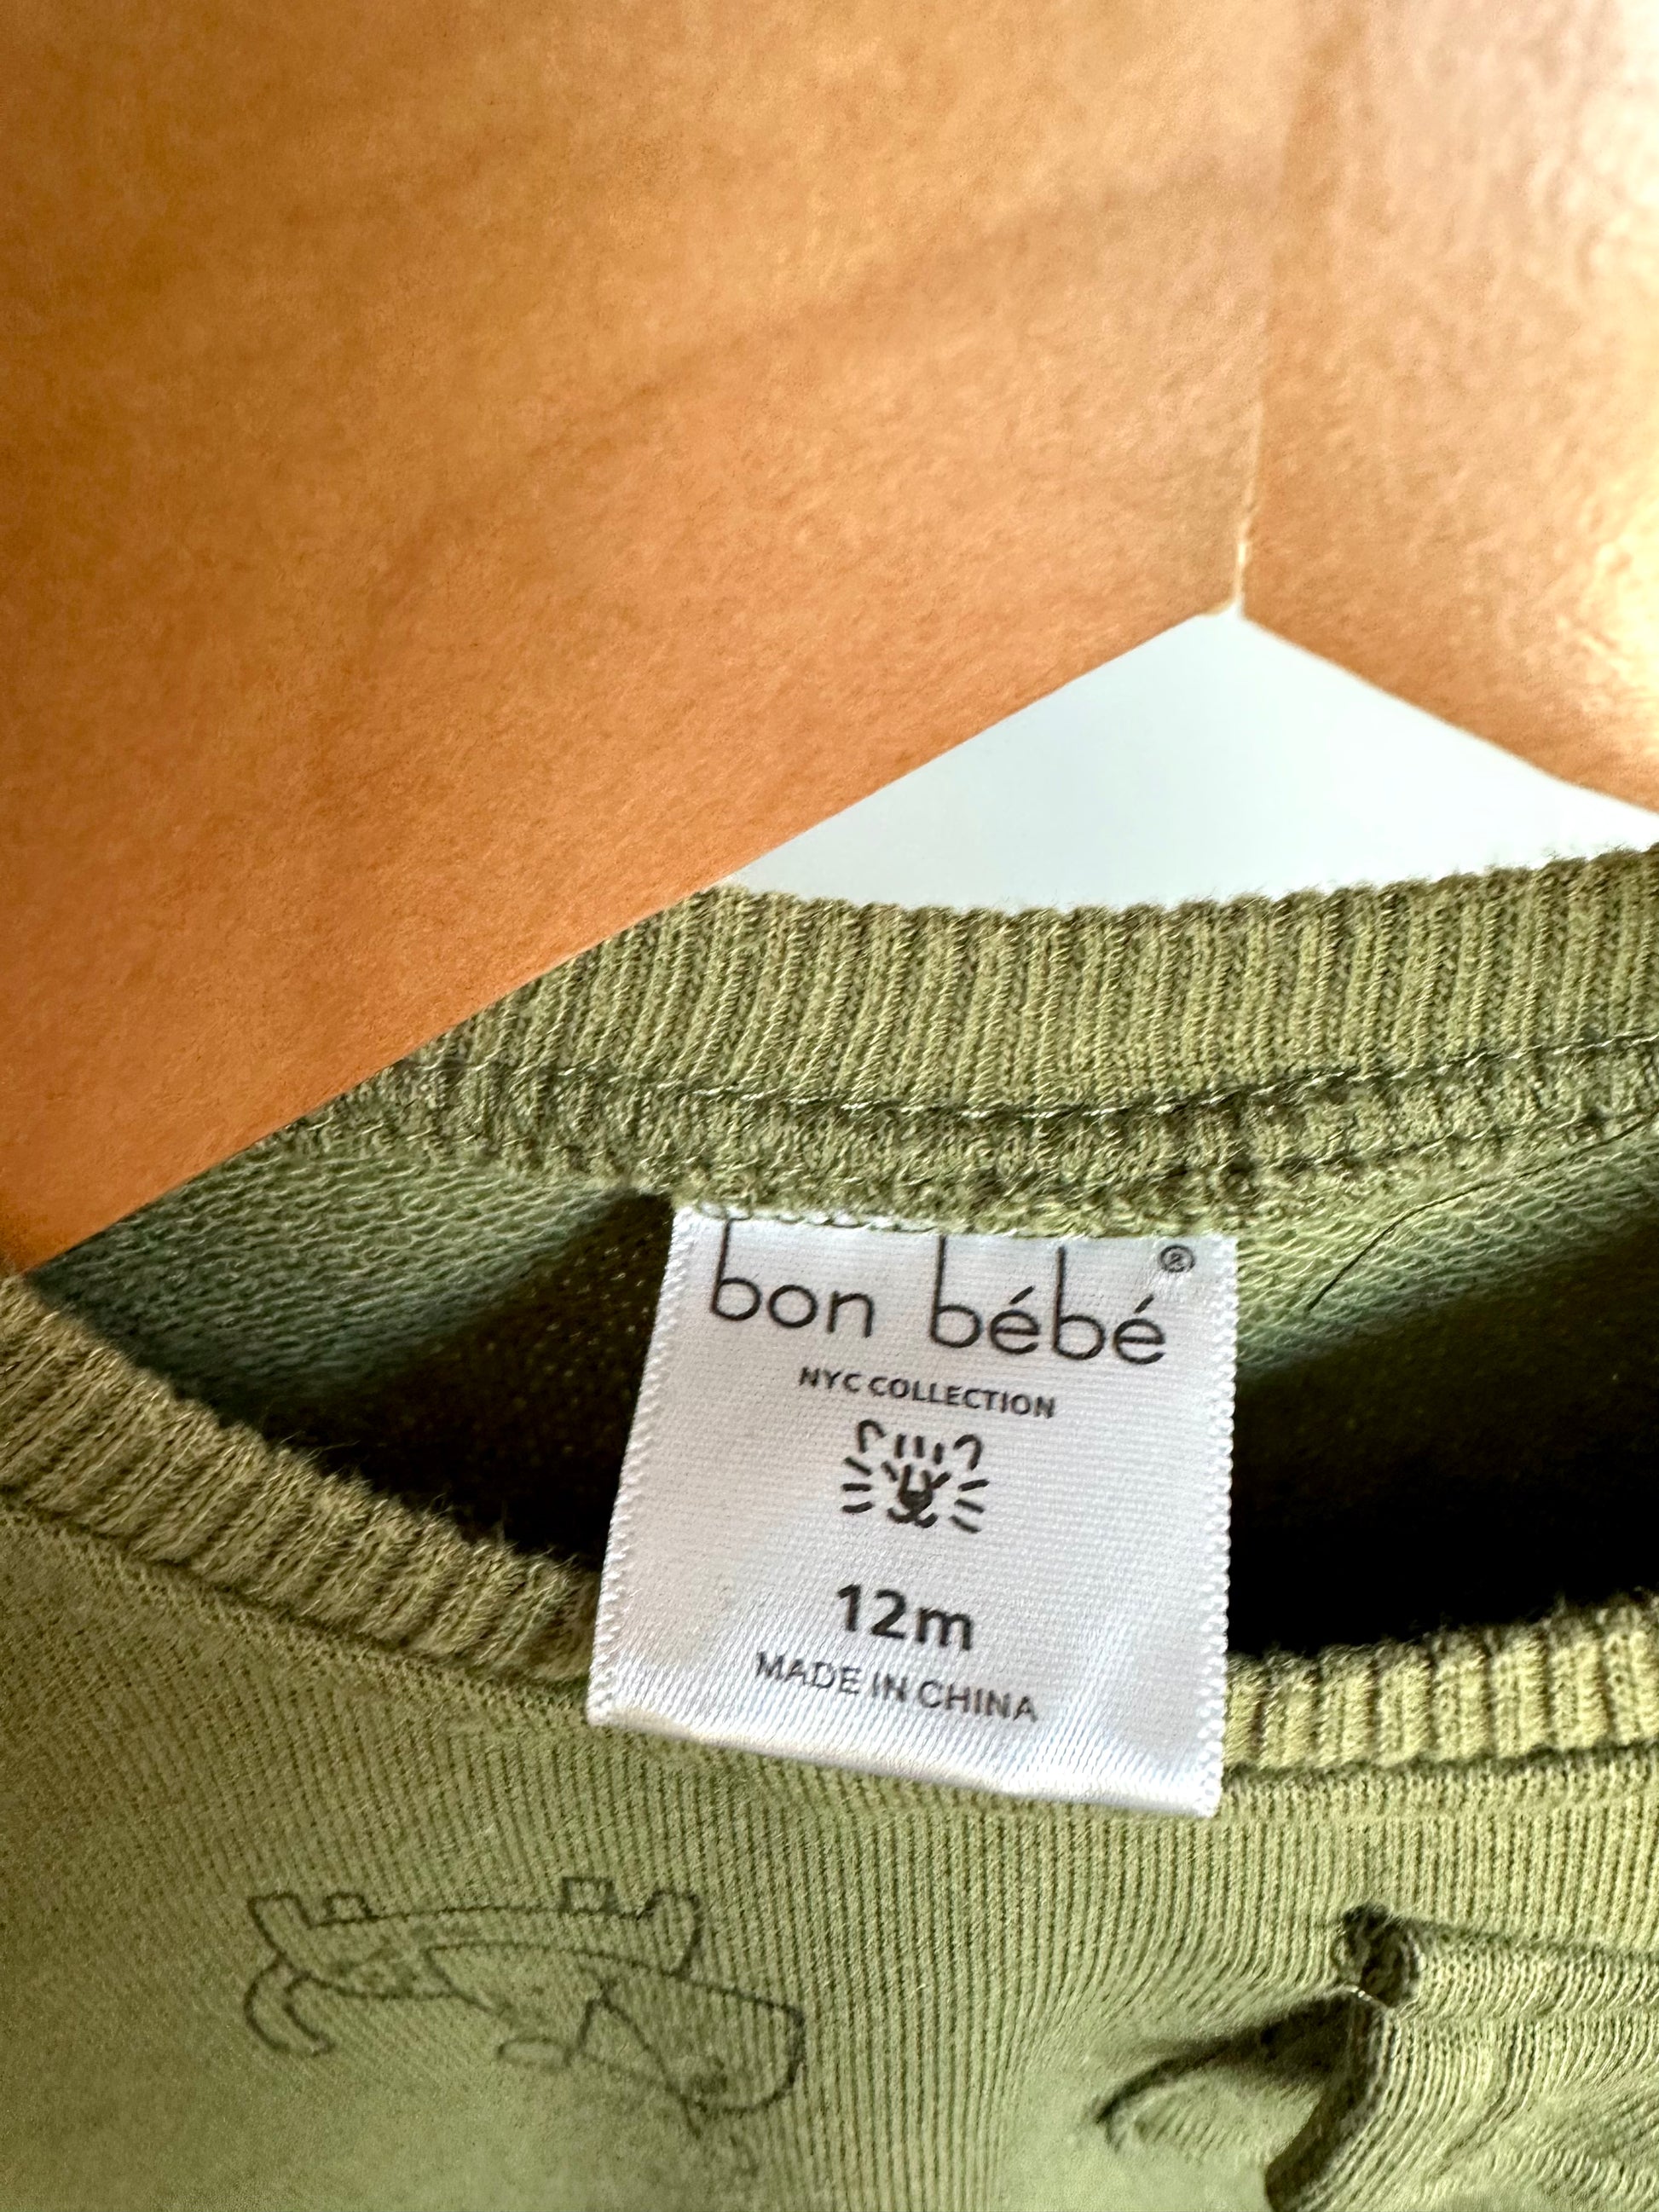 bon bébé®
NYC COLLECTION
12m
MADE IN CHINA